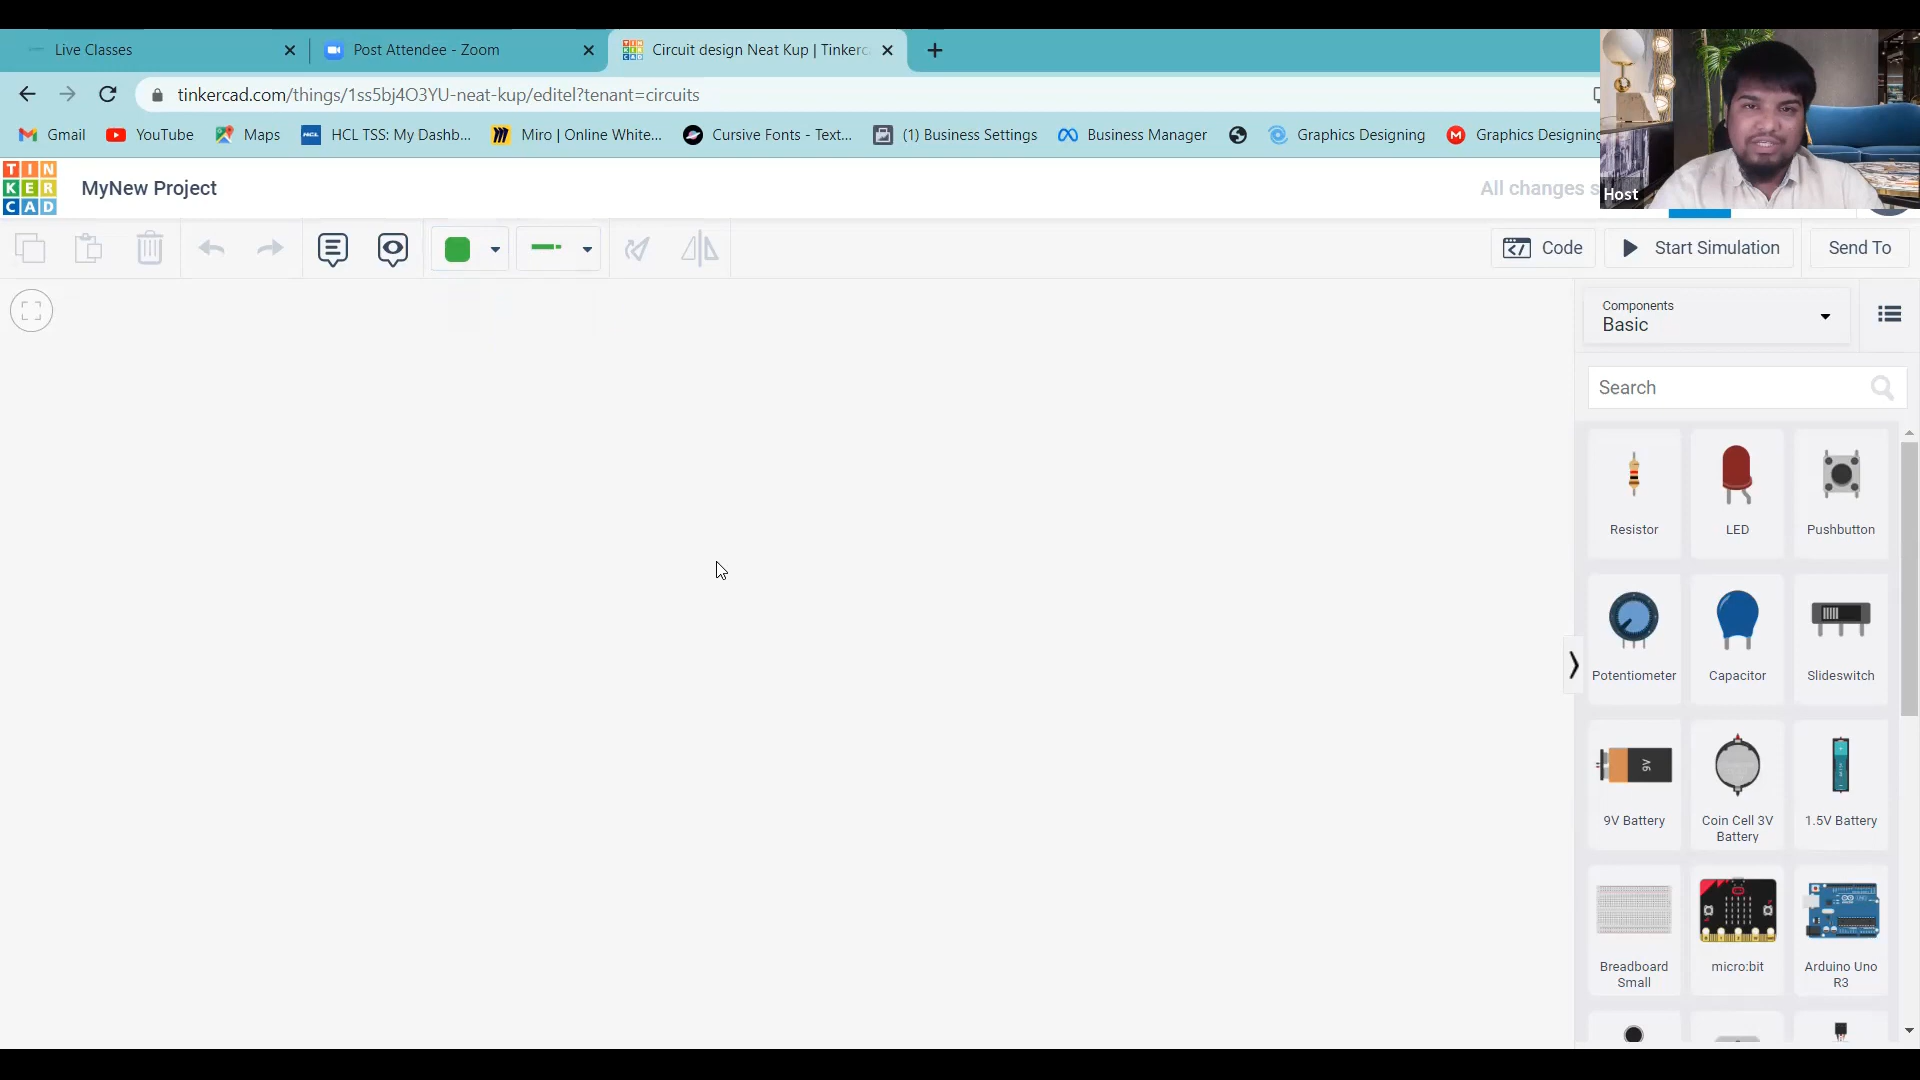 Live Classes
Post Attendee - Zoom
Circuit design Neat Kup | Tinkerc
tinkercad.com/things/1ss5bj4O3YU-neat-kup/editel?tenant=circuits
Gmail
YouTube
Maps
HCL TSS: My Dashb...
Miro | Online White...
Cursive Fonts - Text...
(1) Business Settings
Business Manager
Graphics Designing
Graphics Designing
Host
TIN
KER
CAD
MyNew Project
All changes s
Code
Start Simulation
Send To
Components
Basic
Search
Resistor
LED
Pushbutton
Potentiometer
Capacitor
Slideswitch
9V
9V Battery
Coin Cell 3V
Battery
1.5V Battery
Breadboard
Small
micro:bit
Arduino Uno
R3